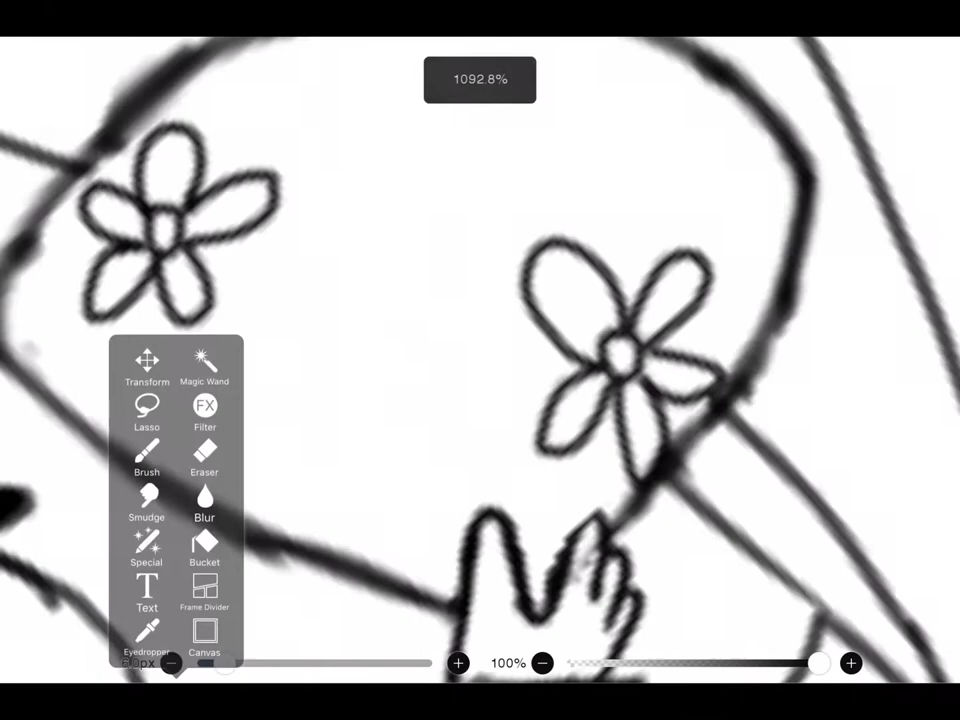 1092.8%
Transform Magic Wand
FX
Lasso Filter
Brush Eraser
Smudge Blur
Special Bucket
T
Text Frame Divider
Eyedropper Canvas
px 100%